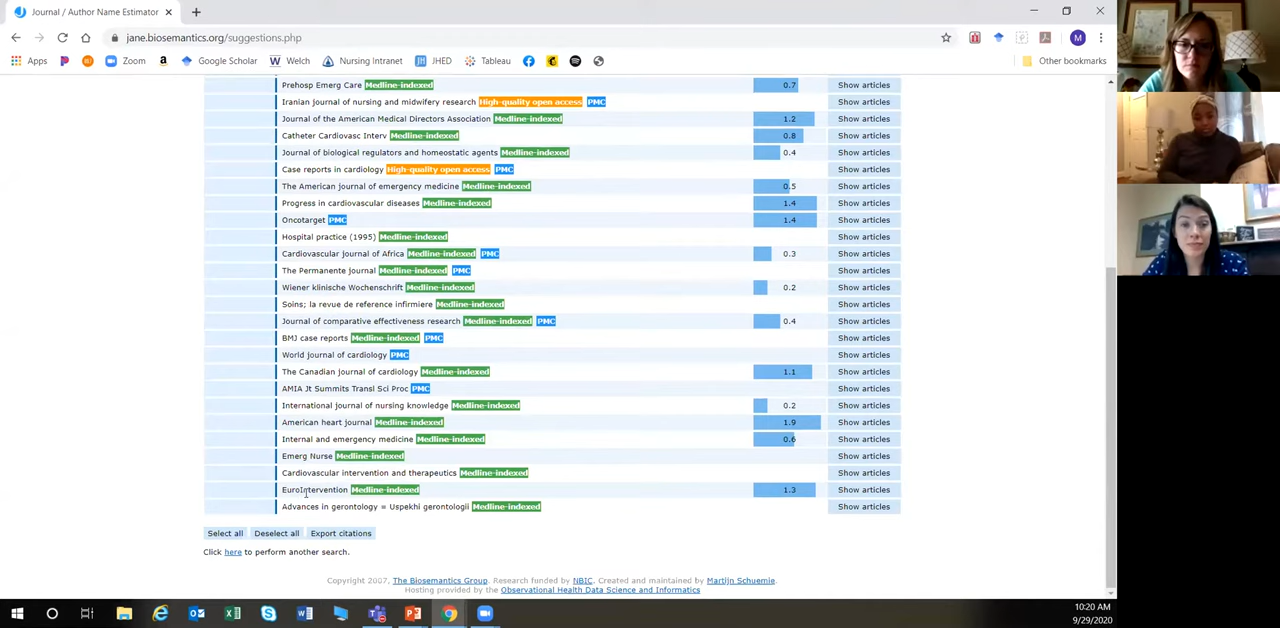 Journal / Author Name Estimator
jane.biosemantics.org/suggestions.php
M
Apps Zoom Google Scholar Welch Nursing Intranet JHED Tableau Other bookmarks
Prehosp Emerg Care Medline-indexed 0.7 Show articles
Iranian journal of nursing and midwifery research High-quality open access PMC Show articles
Journal of the American Medical Directors Association Medline-indexed 1.2 Show articles
Catheter Cardiovasc Interv Medline-indexed 0.8 Show articles
Journal of biological regulators and homeostatic agents Medline-indexed 0.4 Show articles
Case reports in cardiology High-quality open access PMC Show articles
The American journal of emergency medicine Medline-indexed 0.5 Show articles
Progress in cardiovascular diseases Medline-indexed 1.4 Show articles
Oncotarget PMC 1.4 Show articles
Hospital practice (1995) Medline-indexed Show articles
Cardiovascular journal of Africa Medline-indexed PMC 0.3 Show articles
The Permanente journal Medline-indexed PMC Show articles
Wiener klinische Wochenschrift Medline-indexed 0.2 Show articles
Soins; la revue de reference infirmiere Medline-indexed Show articles
Journal of comparative effectiveness research Medline-indexed PMC 0.4 Show articles
BMJ case reports Medline-indexed PMC Show articles
World journal of cardiology PMC Show articles
The Canadian journal of cardiology Medline-indexed 1.1 Show articles
AMIA Jt Summits Transl Sci Proc PMC Show articles
International journal of nursing knowledge Medline-indexed 0.2 Show articles
American heart journal Medline-indexed 1.9 Show articles
Internal and emergency medicine Medline-indexed 0.6 Show articles
Emerg Nurse Medline-indexed Show articles
Cardiovascular intervention and therapeutics Medline-indexed Show articles
EuroIntervention Medline-indexed 1.3 Show articles
Advances in gerontology = Uspekhi gerontologii Medline-indexed Show articles
Select all Deselect all Export citations
Click here to perform another search.
Copyright 2007, The Biosemantics Group. Research funded by NBIC. Created and maintained by Martijn Schuemie.
Hosting provided by the Observational Health Data Science and Informatics
10:20 AM
9/29/2020